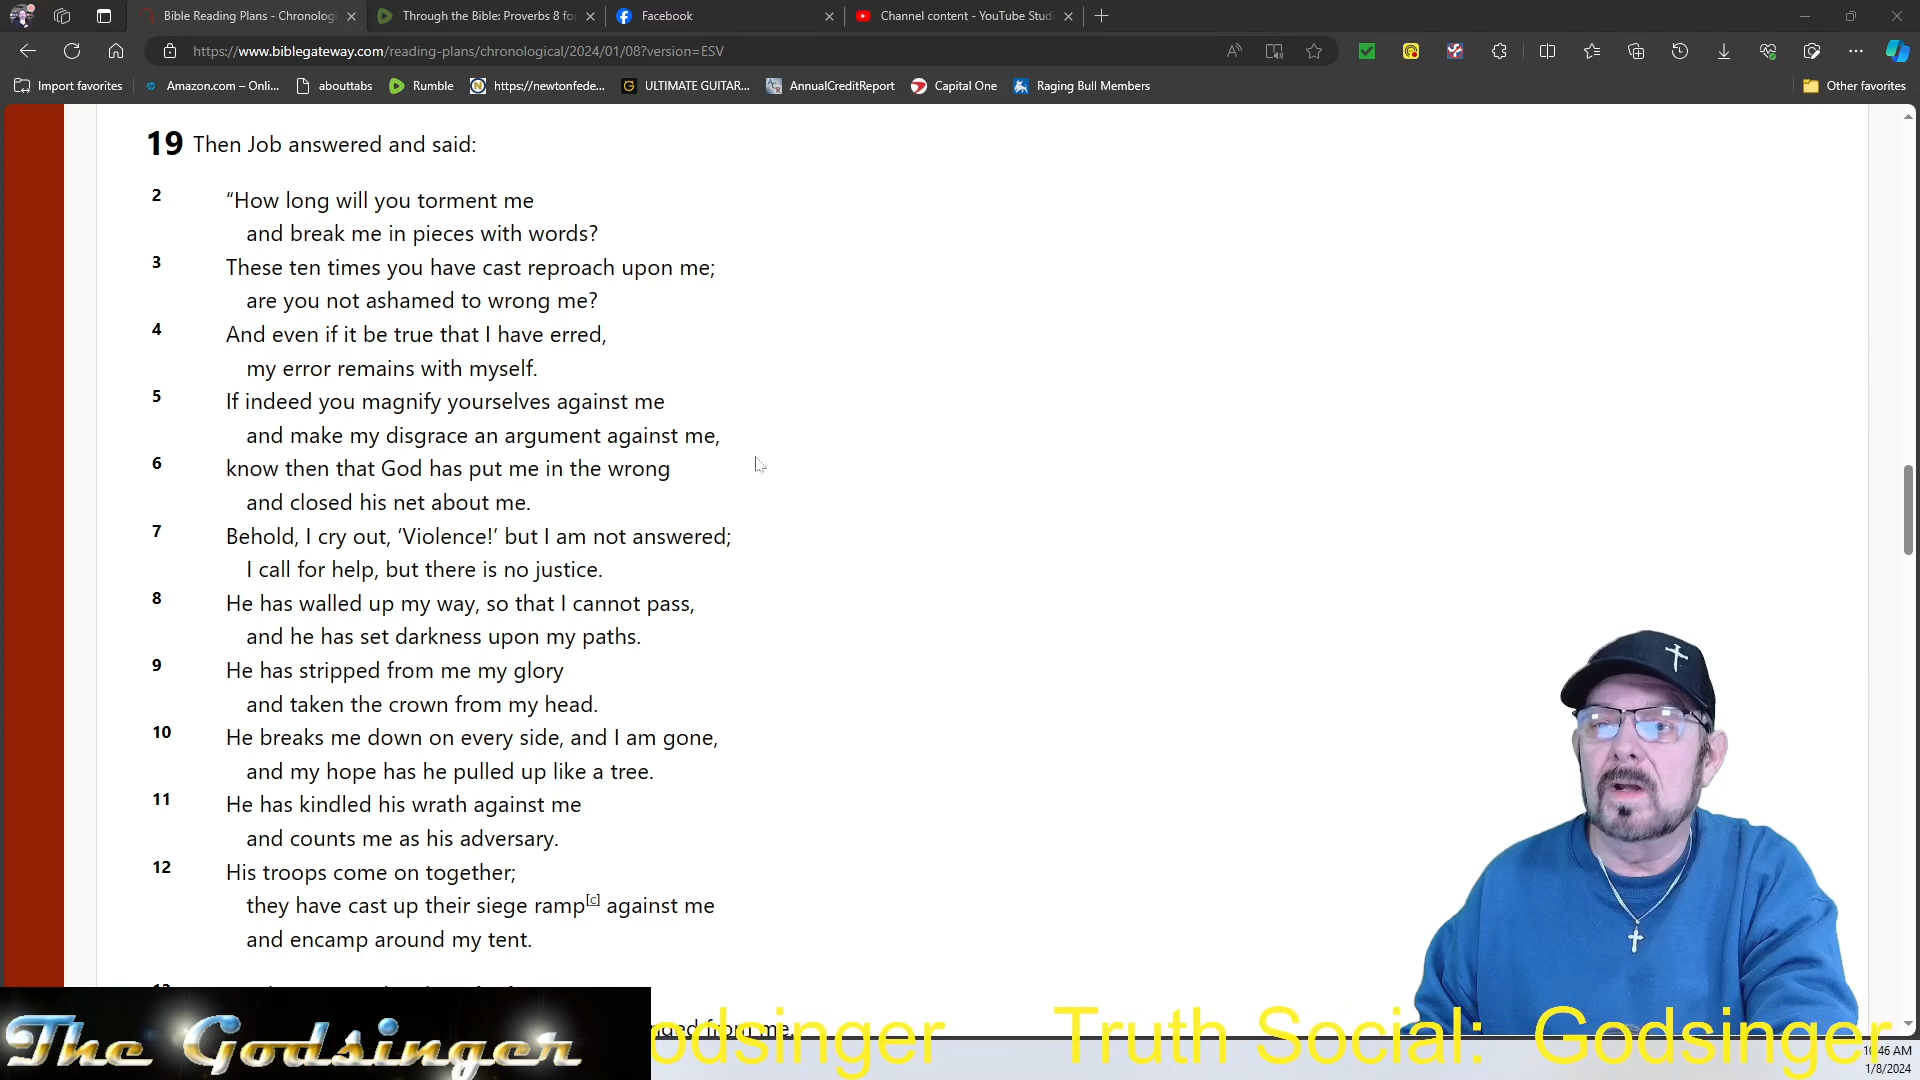 Bible Reading Plans - Chronologi
Through the Bible: Proverbs 8 for
Facebook
Channel content - YouTube Studi
https://www.biblegateway.com/reading-plans/chronological/2024/01/08?version=ESV
Import favorites
Amazon.com – Onli...
abouttabs
Rumble
https://newtonfede...
ULTIMATE GUITAR...
AnnualCreditReport
Capital One
Raging Bull Members
Other favorites
19 Then Job answered and said:
2 “How long will you torment me
and break me in pieces with words?
3 These ten times you have cast reproach upon me;
are you not ashamed to wrong me?
4 And even if it be true that I have erred,
my error remains with myself.
5 If indeed you magnify yourselves against me
and make my disgrace an argument against me,
6 know then that God has put me in the wrong
and closed his net about me.
7 Behold, I cry out, ‘Violence!’ but I am not answered;
I call for help, but there is no justice.
8 He has walled up my way, so that I cannot pass,
and he has set darkness upon my paths.
9 He has stripped from me my glory
and taken the crown from my head.
10 He breaks me down on every side, and I am gone,
and my hope has he pulled up like a tree.
11 He has kindled his wrath against me
and counts me as his adversary.
12 His troops come on together;
they have cast up their siege ramp[c] against me
and encamp around my tent.
from me,
The Godsinger
odsinger Truth Social: Godsinger
10:46 AM
1/8/2024